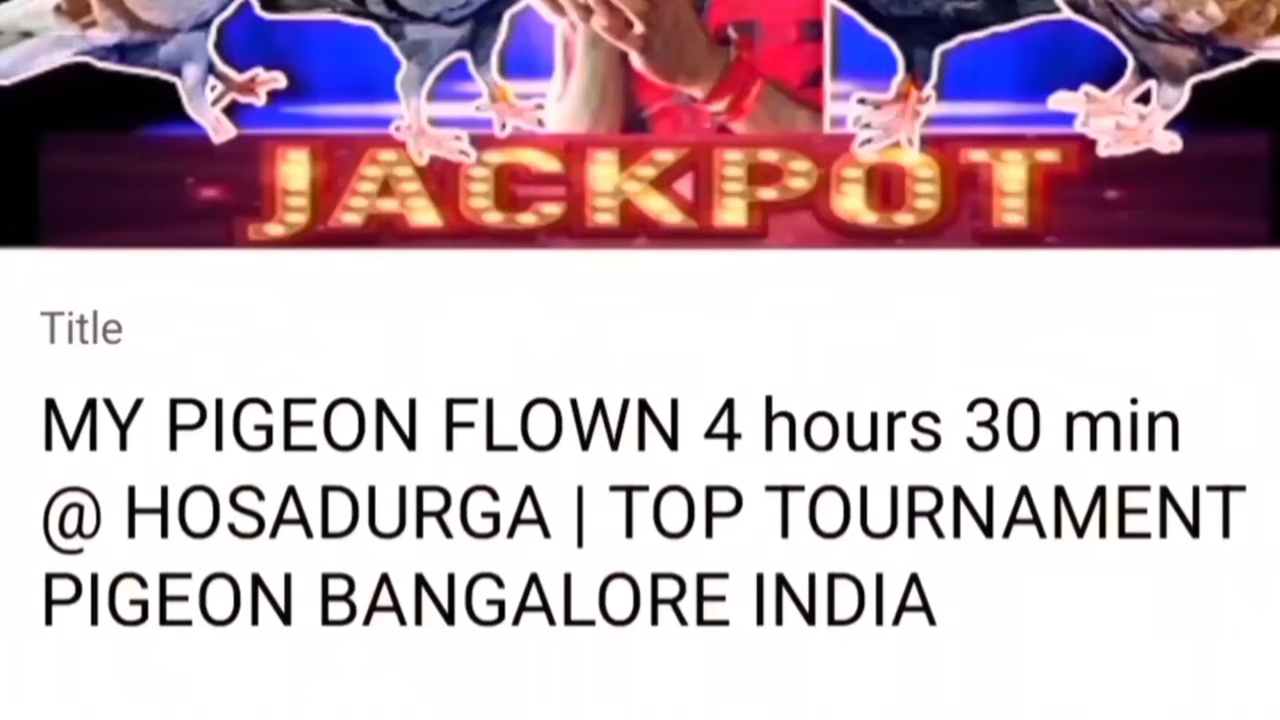 JACKPOT
Title
MY PIGEON FLOWN 4 hours 30 min
@ HOSADURGA | TOP TOURNAMENT
PIGEON BANGALORE INDIA